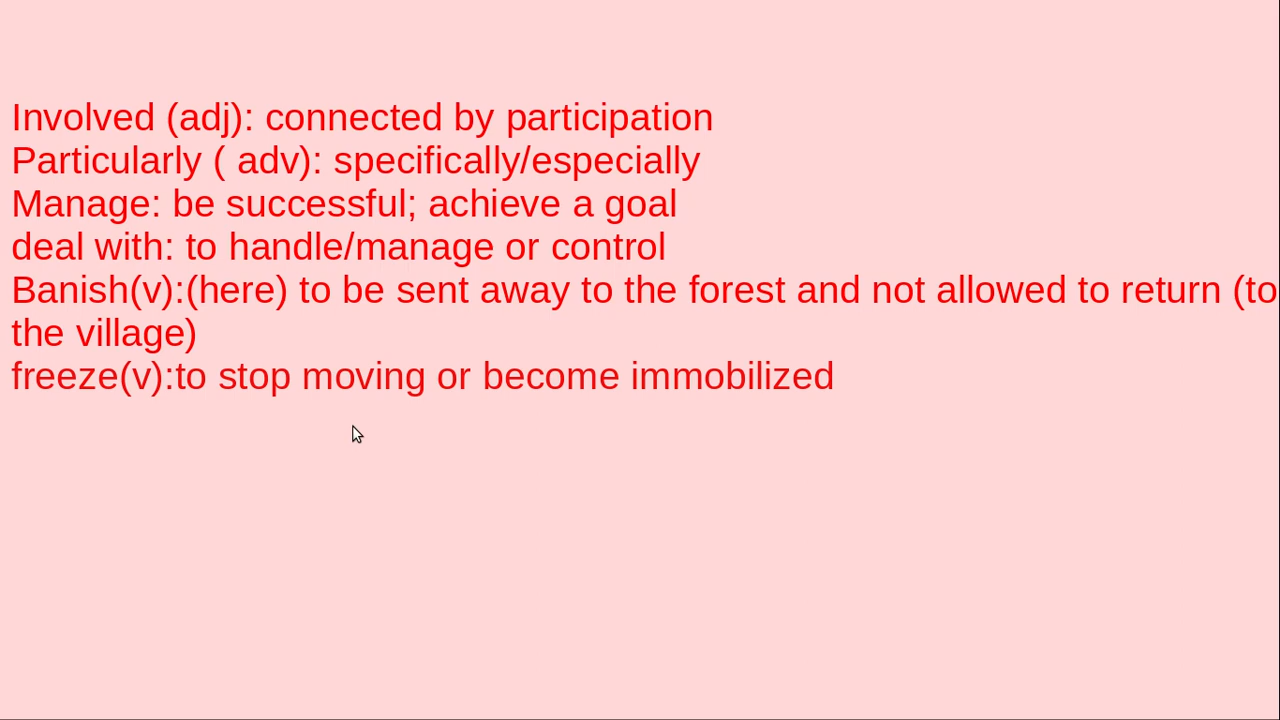 Involved (adj): connected by participation
Particularly ( adv): specifically/especially
Manage: be successful; achieve a goal
deal with: to handle/manage or control
Banish(v):(here) to be sent away to the forest and not allowed to return (to
the village)
freeze(v):to stop moving or become immobilized